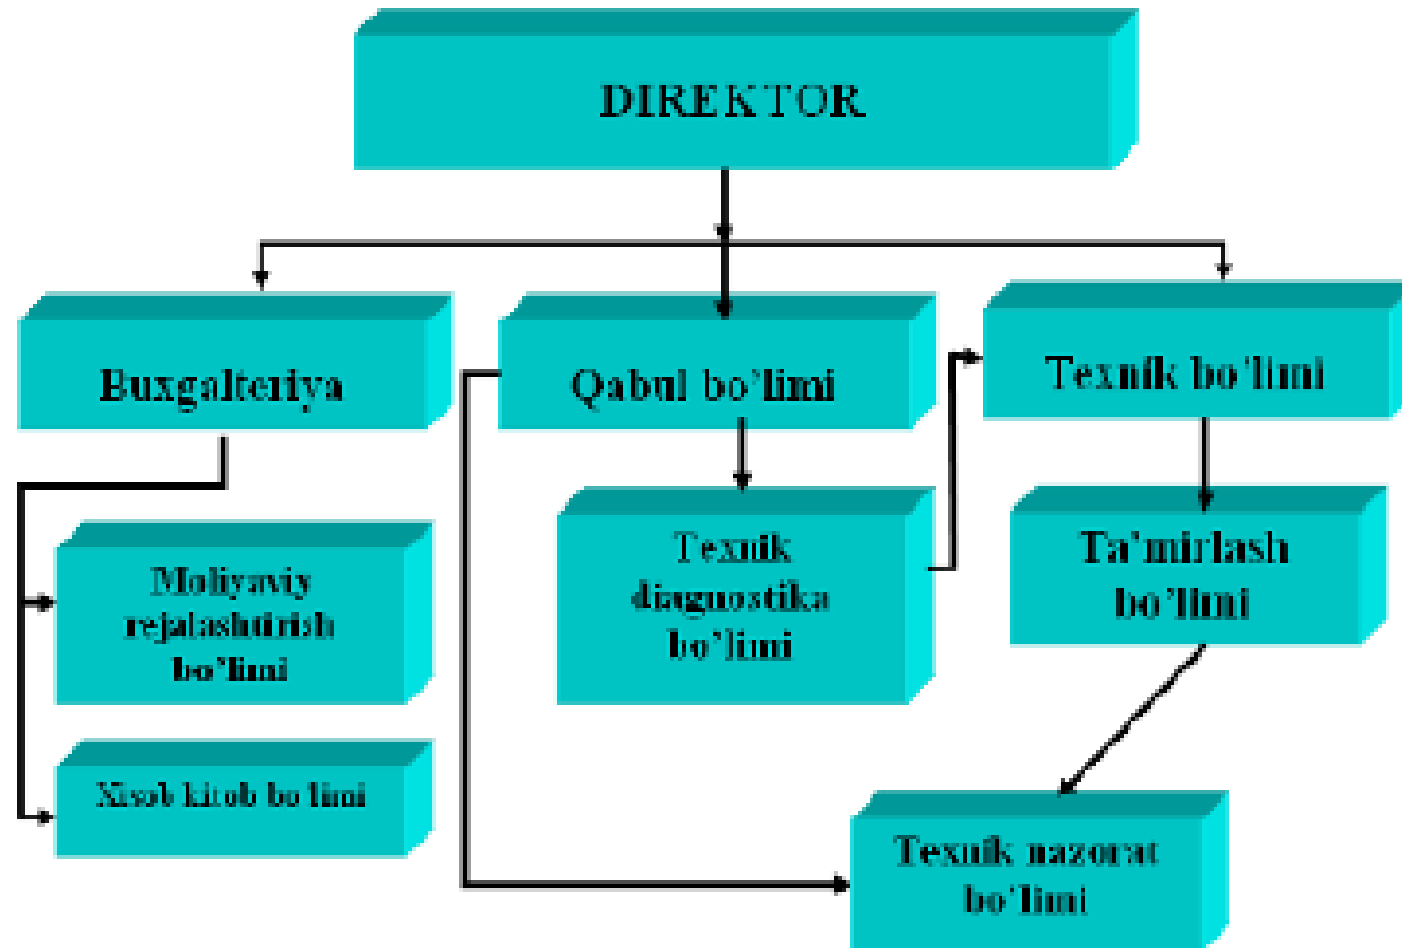 DIREKTOR
Buxgalteriya
Qabul bo’limi
Texnik bo’limi
Moliyaviy
rejalashtirish
bo’limi
Texnik
diagnostika
bo’limi
Ta’mirlash
bo’limi
Xisob kitob bo’limi
Texnik nazorat
bo’limi